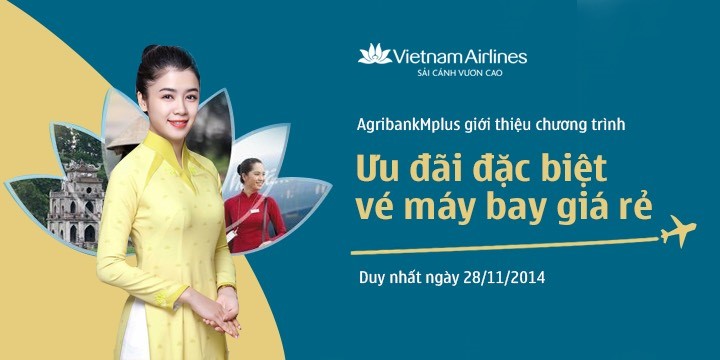 Vietnam Airlines
SẢI CÁNH VƯƠN CAO
AgribankMplus giới thiệu chương trình
Ưu đãi đặc biệt
vé máy bay giá rẻ
Duy nhất ngày 28/11/2014